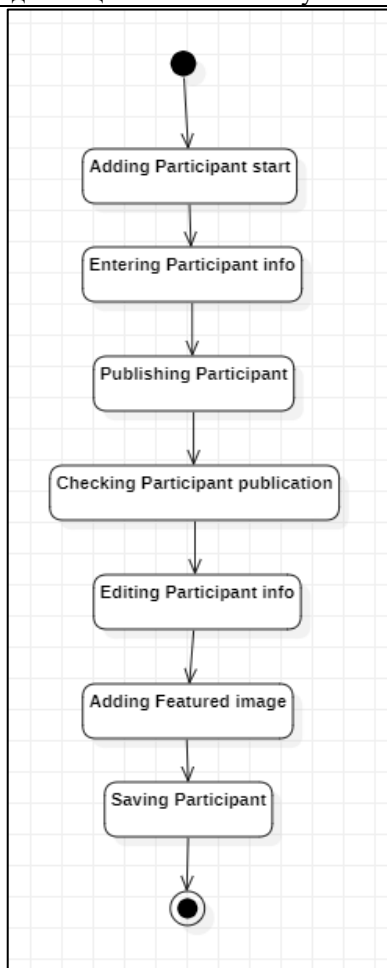 Adding Participant start
Entering Participant info
Publishing Participant
Checking Participant publication
Editing Participant info
Adding Featured image
Saving Participant